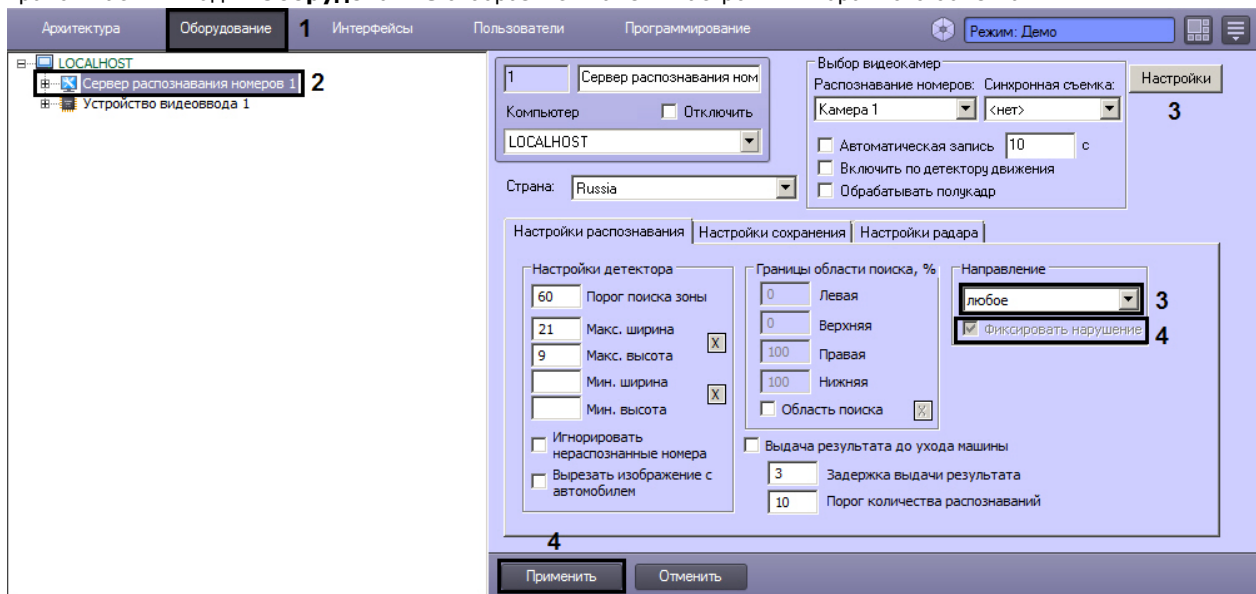 Архитектура Оборудование 1 Интерфейсы Пользователи Программирование Режим: Демо
LOCALHOST
Сервер распознавания номеров 1 2
Устройство видеоввода 1
1 Сервер распознавания ном
Компьютер Отключить
LOCALHOST
Страна: Russia
Выбор видеокамер
Распознавание номеров: Синхронная съемка:
Камера 1 <нет>
Автоматическая запись 10 с
Включить по детектору движения
Обрабатывать полукадр
Настройки
3
Настройки распознавания Настройки сохранения Настройки радара
Настройки детектора
60 Порог поиска зоны
21 Макс. ширина
X
9 Макс. высота
Мин. ширина
X
Мин. высота
Игнорировать
нераспознанные номера
Вырезать изображение с
автомобилем
Границы области поиска, %
0 Левая
0 Верхняя
100 Правая
100 Нижняя
Область поиска X
Направление
любое 3
Фиксировать нарушение 4
Выдача результата до ухода машины
3 Задержка выдачи результата
10 Порог количества распознаваний
4
Применить Отменить